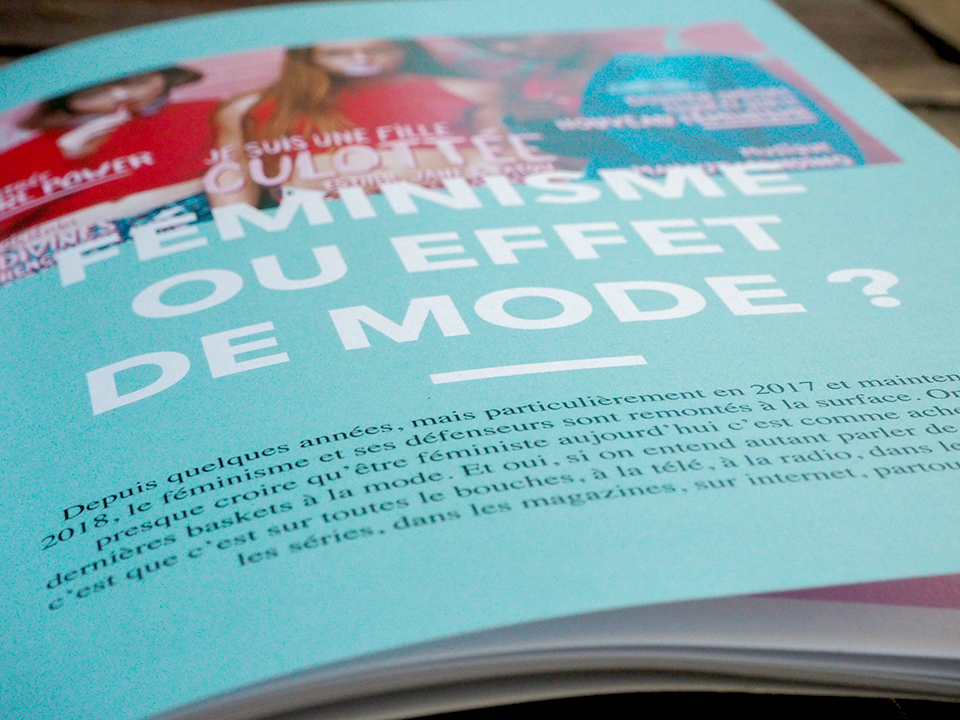 JE SUIS UNE FILLE
CULOTTÉE
POWER
NOUVEAU
Musique
FÉMINISME
OU EFFET
DE MODE ?
Depuis quelques années, mais particulièrement en 2017 et mainten
2018, le féminisme et ses défenseurs sont remontés à la surface. On
presque croire qu'être féministe aujourd'hui c'est comme ache
dernières baskets à la mode. Et oui, si on entend autant parler de
c'est que c'est sur toutes le bouches, à la télé, à la radio, dans le
les séries, dans les magazines, sur internet, partou